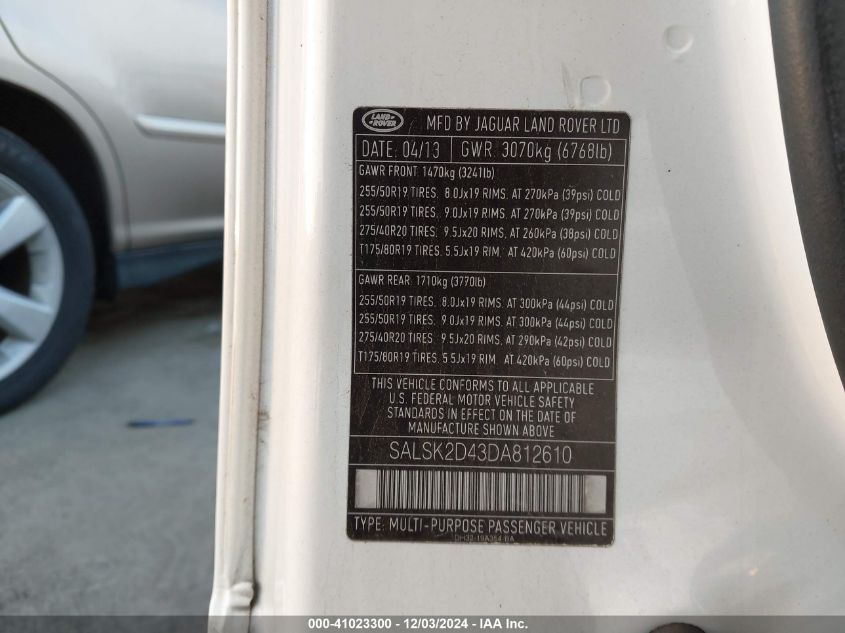 LAND ROVER
MFD BY JAGUAR LAND ROVER LTD
DATE: 04/13 GWR: 3070kg (6768lb)
GAWR FRONT: 1470kg (3241lb)
255/50R19 TIRES. 8.0Jx19 RIMS. AT 270kPa (39psi) COLD
255/50R19 TIRES. 9.0Jx19 RIMS. AT 270kPa (39psi) COLD
275/40R20 TIRES. 9.5Jx20 RIMS. AT 260kPa (38psi) COLD
T175/80R19 TIRES. 5.5Jx19 RIM. AT 420kPa (60psi) COLD
GAWR REAR: 1710kg (3770lb)
255/50R19 TIRES. 8.0Jx19 RIMS. AT 300kPa (44psi) COLD
255/50R19 TIRES. 9.0Jx19 RIMS. AT 300kPa (44psi) COLD
275/40R20 TIRES. 9.5Jx20 RIMS. AT 290kPa (42psi) COLD
T175/80R19 TIRES. 5.5Jx19 RIM. AT 420kPa (60psi) COLD
THIS VEHICLE CONFORMS TO ALL APPLICABLE
U.S. FEDERAL MOTOR VEHICLE SAFETY
STANDARDS IN EFFECT ON THE DATE OF
MANUFACTURE SHOWN ABOVE
SALSK2D43DA812610
TYPE: MULTI-PURPOSE PASSENGER VEHICLE
DH32-19A354-BA
000-41023300 - 12/03/2024 - IAA Inc.